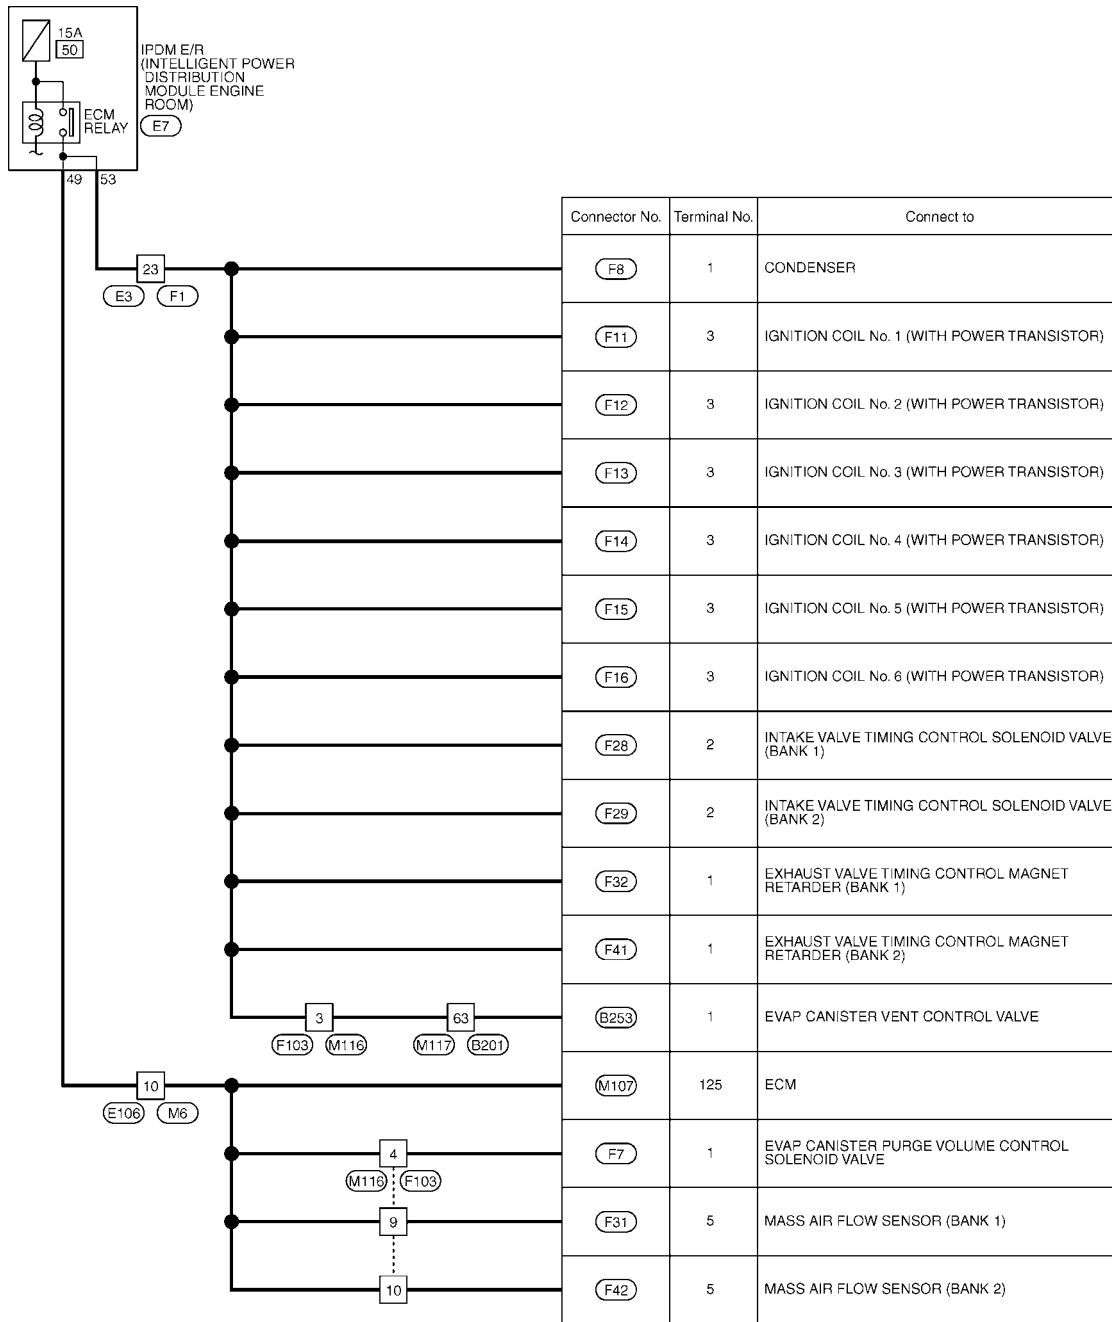 15A
50
IPDM E/R
(INTELLIGENT POWER
DISTRIBUTION
MODULE ENGINE
ROOM)
E7
ECM
RELAY
49 53
Connector No. Terminal No. Connect to
23
E3 F1
F8 1 CONDENSER
F11 3 IGNITION COIL No. 1 (WITH POWER TRANSISTOR)
F12 3 IGNITION COIL No. 2 (WITH POWER TRANSISTOR)
F13 3 IGNITION COIL No. 3 (WITH POWER TRANSISTOR)
F14 3 IGNITION COIL No. 4 (WITH POWER TRANSISTOR)
F15 3 IGNITION COIL No. 5 (WITH POWER TRANSISTOR)
F16 3 IGNITION COIL No. 6 (WITH POWER TRANSISTOR)
F28 2 INTAKE VALVE TIMING CONTROL SOLENOID VALVE
(BANK 1)
F29 2 INTAKE VALVE TIMING CONTROL SOLENOID VALVE
(BANK 2)
F32 1 EXHAUST VALVE TIMING CONTROL MAGNET
RETARDER (BANK 1)
F41 1 EXHAUST VALVE TIMING CONTROL MAGNET
RETARDER (BANK 2)
3 63 B253 1 EVAP CANISTER VENT CONTROL VALVE
F103 M116 M117 B201
10 M107 125 ECM
E106 M6
4 F7 1 EVAP CANISTER PURGE VOLUME CONTROL
SOLENOID VALVE
M116 F103
9 F31 5 MASS AIR FLOW SENSOR (BANK 1)
10 F42 5 MASS AIR FLOW SENSOR (BANK 2)